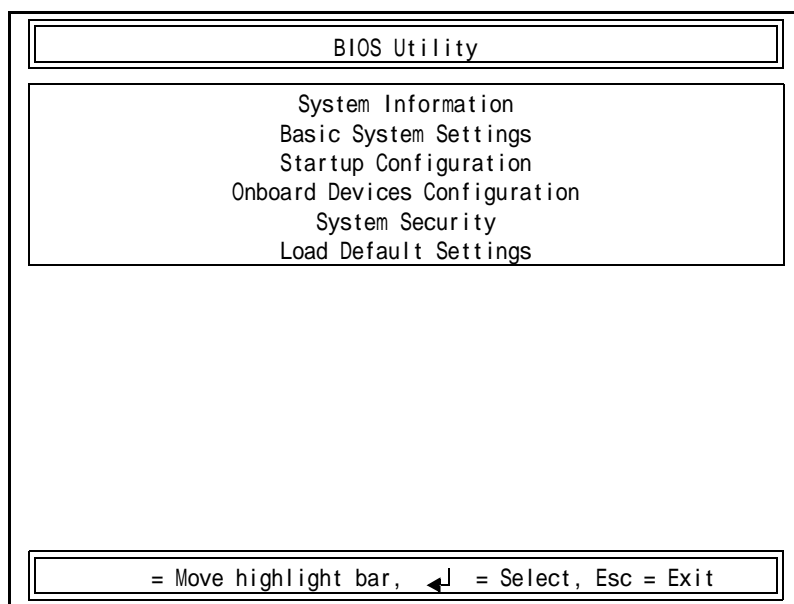 BIOS Utility
System Information
Basic System Settings
Startup Configuration
Onboard Devices Configuration
System Security
Load Default Settings
= Move highlight bar, ↵ = Select, Esc = Exit